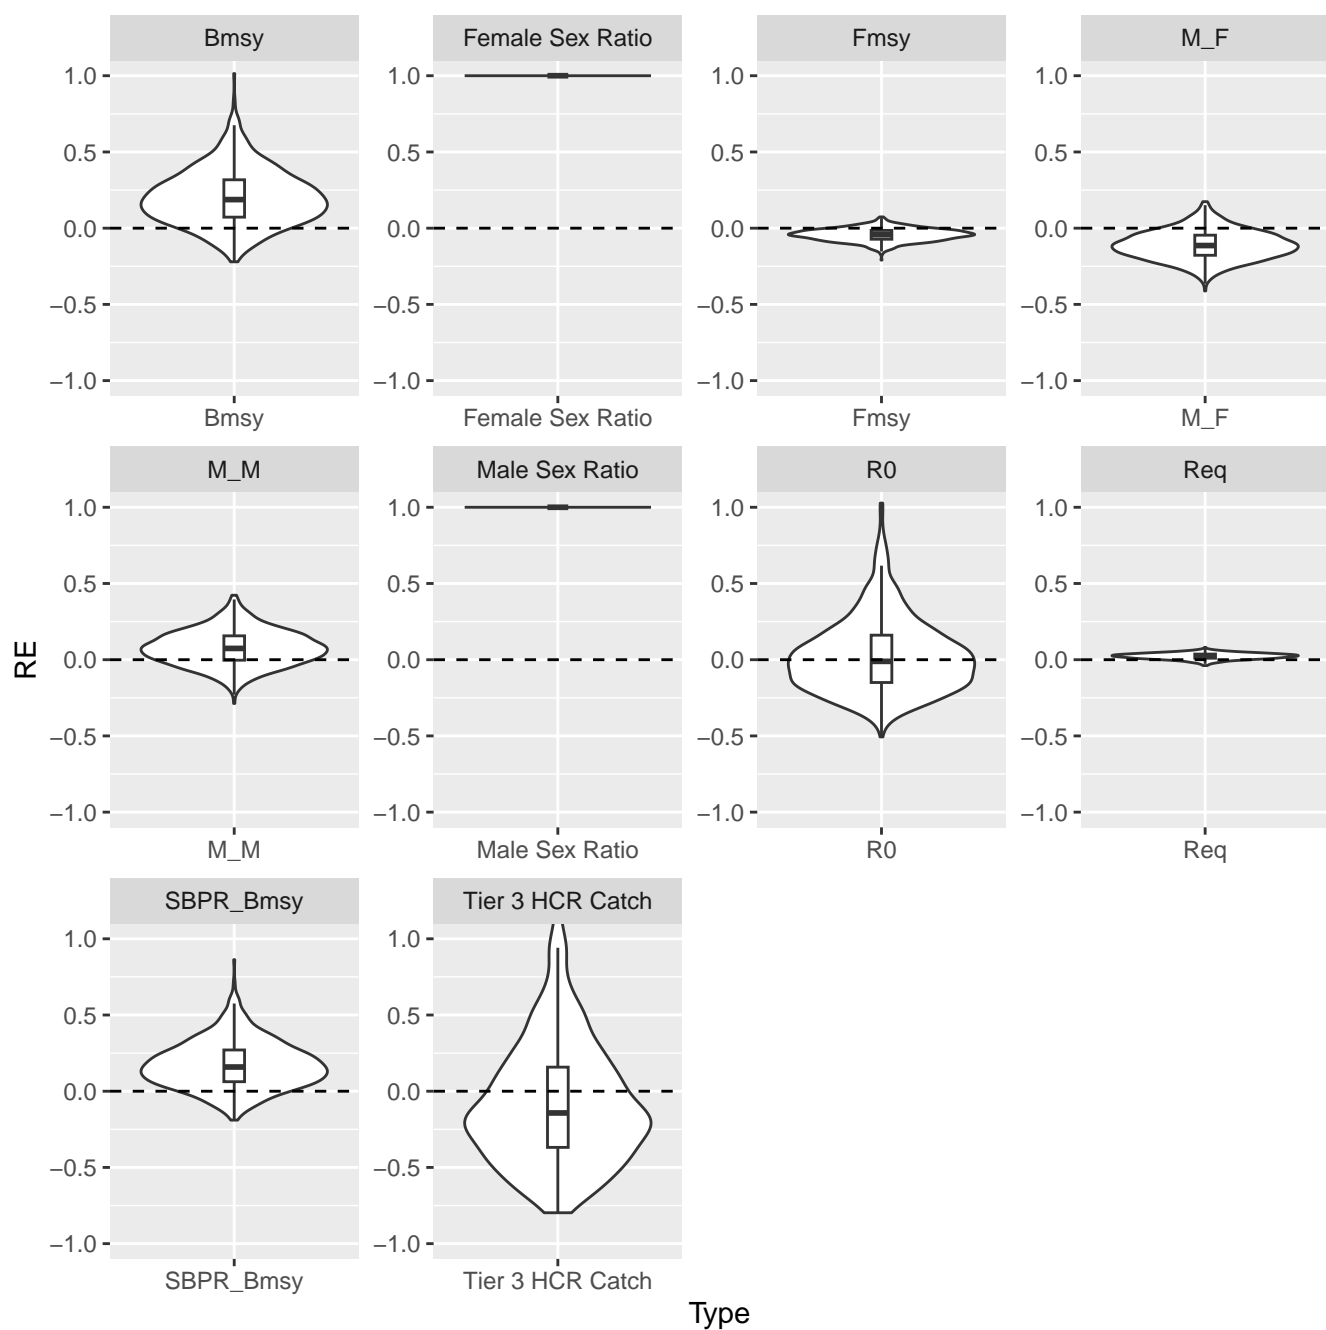 Bmsy Female Sex Ratio Fmsy M_F
1.0 1.0 1.0 1.0
0.5 0.5 0.5 0.5
0.0 0.0 0.0 0.0
−0.5 −0.5 −0.5 −0.5
−1.0 −1.0 −1.0 −1.0
Bmsy Female Sex Ratio Fmsy M_F
M_M Male Sex Ratio R0 Req
1.0 1.0 1.0 1.0
0.5 0.5 0.5 0.5
RE
0.0 0.0 0.0 0.0
−0.5 −0.5 −0.5 −0.5
−1.0 −1.0 −1.0 −1.0
M_M Male Sex Ratio R0 Req
SBPR_Bmsy Tier 3 HCR Catch
1.0 1.0
0.5 0.5
0.0 0.0
−0.5 −0.5
−1.0 −1.0
SBPR_Bmsy Tier 3 HCR Catch
Type